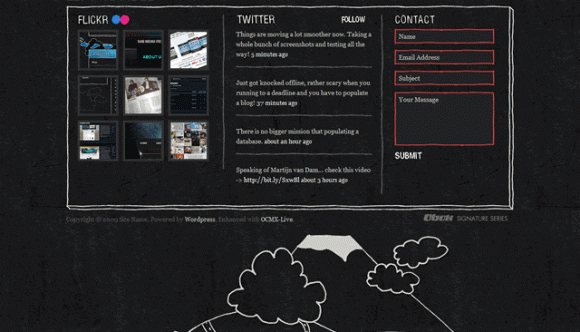 FLICKR
TWITTER
FOLLOW
Things are moving a lot smoother now. Taking a
whole bunch of screenshots and testing all the
way! 5 minutes ago
Just got knocked offline, rather scary when you
running to a deadline and you have to populate
a blog! 37 minutes ago
There is no bigger mission that populating a
database. about an hour ago
Speaking of Martijn van Dam... check this video
-> about 3 hours ago
CONTACT
Name
Email Address
Subject
Your Message
SUBMIT
Copyright © 2009 Site Name. Powered by Wordpress. Enhanced with OCMX-Live.
Obox SIGNATURE SERIES